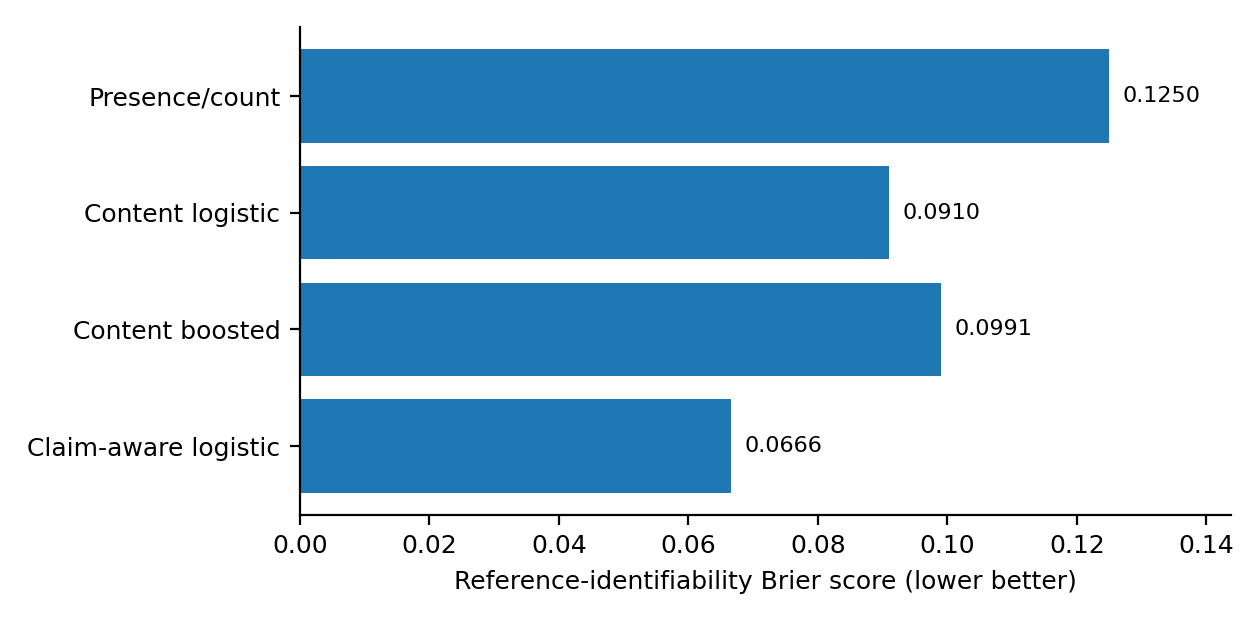 Presence/count
0.1250
Content logistic
0.0910
Content boosted
0.0991
Claim-aware logistic
0.0666
0.00 0.02 0.04 0.06 0.08 0.10 0.12 0.14
Reference-identifiability Brier score (lower better)